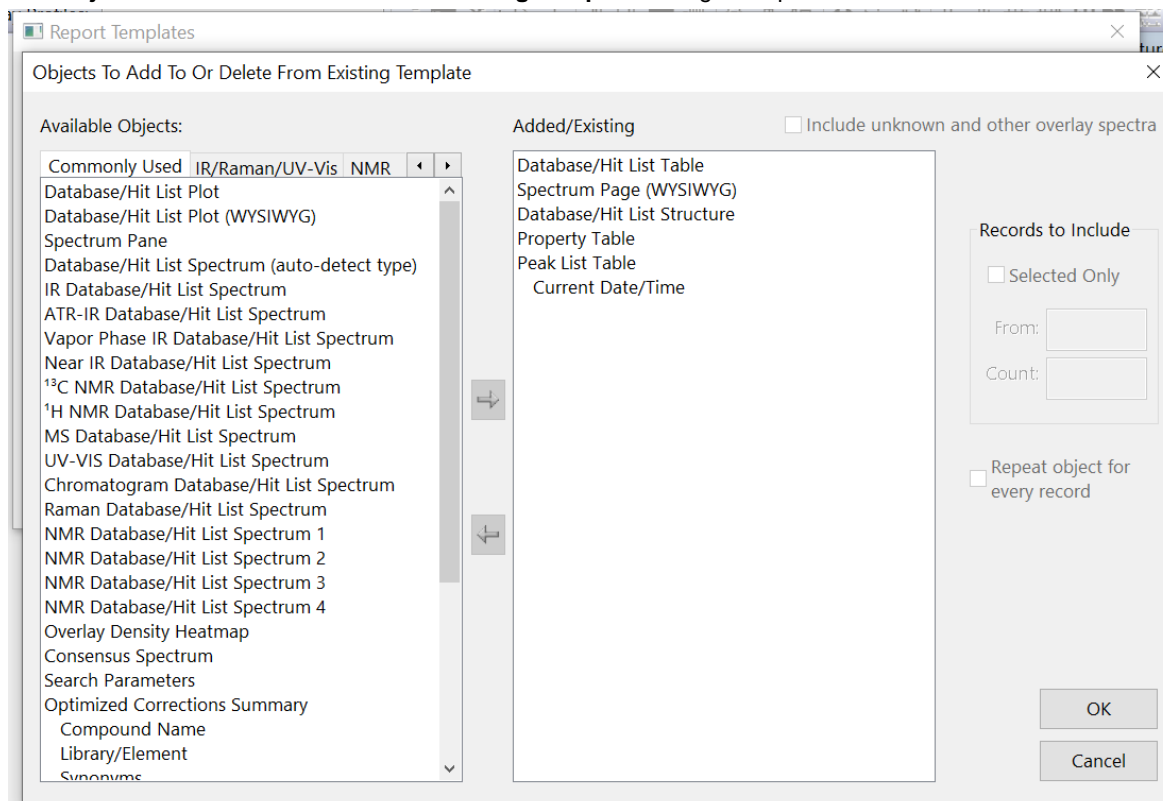 Report Templates
Objects To Add To Or Delete From Existing Template
Available Objects:
Added/Existing
Include unknown and other overlay spectra
Commonly Used IR/Raman/UV-Vis NMR
Database/Hit List Plot
Database/Hit List Plot (WYSIWYG)
Spectrum Pane
Database/Hit List Spectrum (auto-detect type)
IR Database/Hit List Spectrum
ATR-IR Database/Hit List Spectrum
Vapor Phase IR Database/Hit List Spectrum
Near IR Database/Hit List Spectrum
¹³C NMR Database/Hit List Spectrum
¹H NMR Database/Hit List Spectrum
MS Database/Hit List Spectrum
UV-VIS Database/Hit List Spectrum
Chromatogram Database/Hit List Spectrum
Raman Database/Hit List Spectrum
NMR Database/Hit List Spectrum 1
NMR Database/Hit List Spectrum 2
NMR Database/Hit List Spectrum 3
NMR Database/Hit List Spectrum 4
Overlay Density Heatmap
Consensus Spectrum
Search Parameters
Optimized Corrections Summary
Compound Name
Library/Element
Synonyms
Database/Hit List Table
Spectrum Page (WYSIWYG)
Database/Hit List Structure
Property Table
Peak List Table
Current Date/Time
Records to Include
Selected Only
From:
Count:
Repeat object for
every record
OK
Cancel